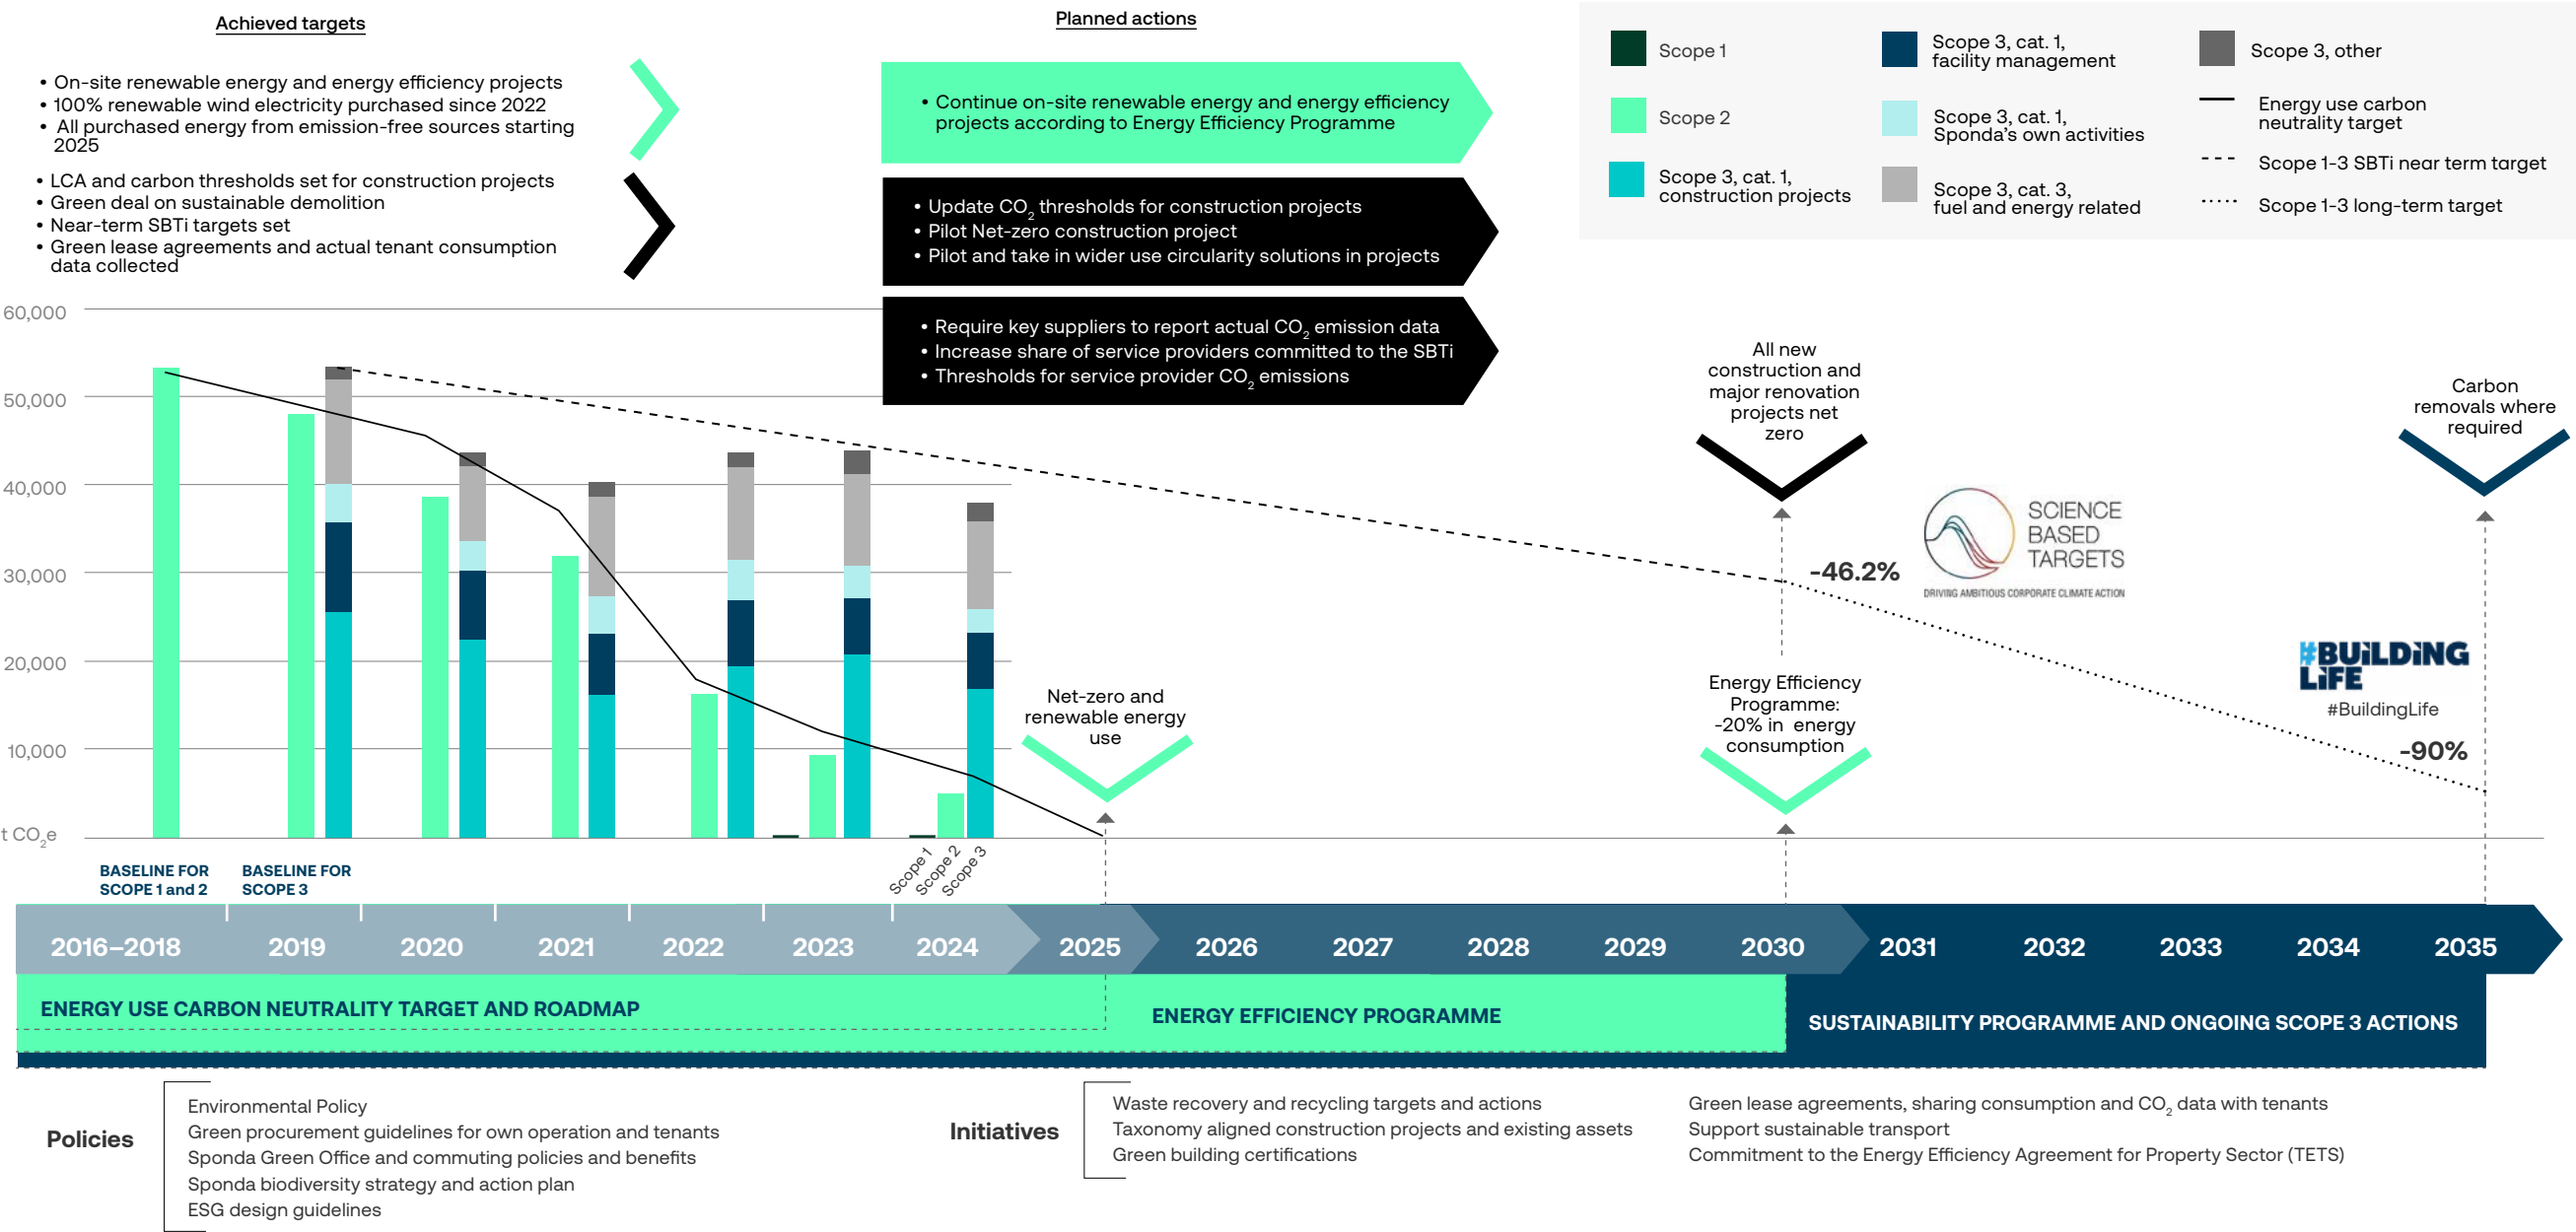 Achieved targets
• On-site renewable energy and energy efficiency projects
• 100% renewable wind electricity purchased since 2022
• All purchased energy from emission-free sources starting
2025
• LCA and carbon thresholds set for construction projects
• Green deal on sustainable demolition
• Near-term SBTi targets set
• Green lease agreements and actual tenant consumption
data collected
Planned actions
• Continue on-site renewable energy and energy efficiency
projects according to Energy Efficiency Programme
• Update CO2 thresholds for construction projects
• Pilot Net-zero construction project
• Pilot and take in wider use circularity solutions in projects
• Require key suppliers to report actual CO2 emission data
• Increase share of service providers committed to the SBTi
• Thresholds for service provider CO2 emissions
Scope 1
Scope 2
Scope 3, cat. 1,
construction projects
Scope 3, cat. 1,
facility management
Scope 3, cat. 1,
Sponda's own activities
Scope 3, cat. 3,
fuel and energy related
Scope 3, other
Energy use carbon
neutrality target
Scope 1-3 SBTi near term target
Scope 1-3 long-term target
60,000
50,000
40,000
30,000
20,000
10,000
t CO2e
Scope 1
Scope 2
Scope 3
BASELINE FOR
SCOPE 1 and 2
BASELINE FOR
SCOPE 3
Net-zero and
renewable energy
use
All new
construction and
major renovation
projects net
zero
-46.2%
SCIENCE
BASED
TARGETS
DRIVING AMBITIOUS CORPORATE CLIMATE ACTION
Energy Efficiency
Programme:
-20% in energy
consumption
Carbon
removals where
required
#BUiLDiNG
LiFE
#BuildingLife
-90%
2016–2018
2019
2020
2021
2022
2023
2024
2025
2026
2027
2028
2029
2030
2031
2032
2033
2034
2035
ENERGY USE CARBON NEUTRALITY TARGET AND ROADMAP
ENERGY EFFICIENCY PROGRAMME
SUSTAINABILITY PROGRAMME AND ONGOING SCOPE 3 ACTIONS
Policies
Environmental Policy
Green procurement guidelines for own operation and tenants
Sponda Green Office and commuting policies and benefits
Sponda biodiversity strategy and action plan
ESG design guidelines
Initiatives
Waste recovery and recycling targets and actions
Taxonomy aligned construction projects and existing assets
Green building certifications
Green lease agreements, sharing consumption and CO2 data with tenants
Support sustainable transport
Commitment to the Energy Efficiency Agreement for Property Sector (TETS)